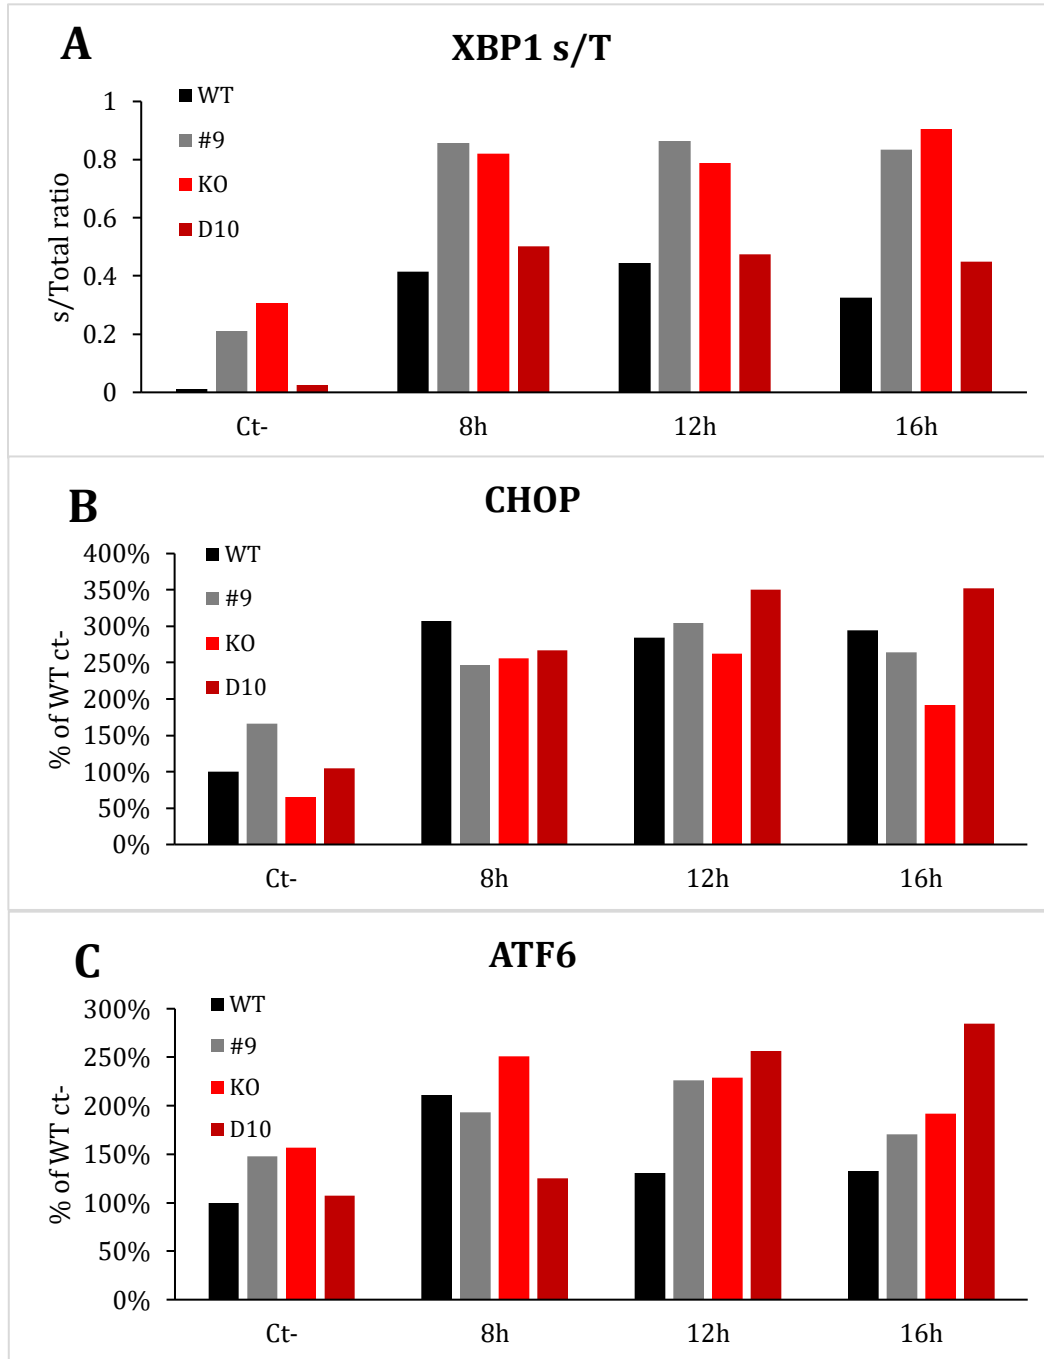 A
XBP1 s/T
WT
#9
KO
D10
s/Total ratio
1
0.8
0.6
0.4
0.2
0
Ct-
8h
12h
16h
B
CHOP
WT
#9
KO
D10
% of WT ct-
400%
350%
300%
250%
200%
150%
100%
50%
0%
Ct-
8h
12h
16h
C
ATF6
WT
#9
KO
D10
% of WT ct-
300%
250%
200%
150%
100%
50%
0%
Ct-
8h
12h
16h